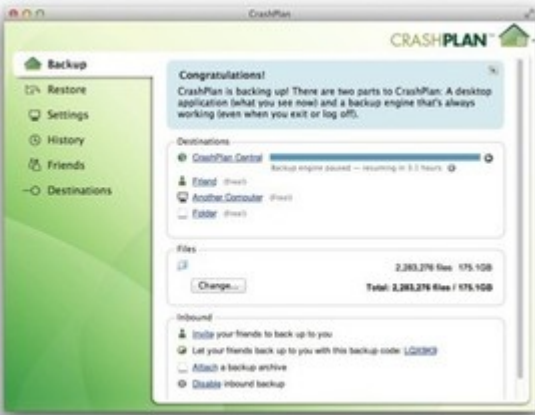 CrashPlan
CRASHPLAN
Backup
Restore
Settings
History
Friends
Destinations
Congratulations!
CrashPlan is backing up! There are two parts to CrashPlan: A desktop
application (what you see now) and a backup engine that's always
working (even when you exit or log off).
Destinations
CrashPlan Central
Backup engine paused — resuming in 3.2 hours
Friend (Free!)
Another Computer (Free!)
Folder (Free!)
Files
2,283,276 files 175.1GB
Change...
Total: 2,283,276 files / 175.1GB
Inbound
Invite your friends to back up to you
Let your friends back up to you with this backup code:
Attach a backup archive
Disable inbound backup